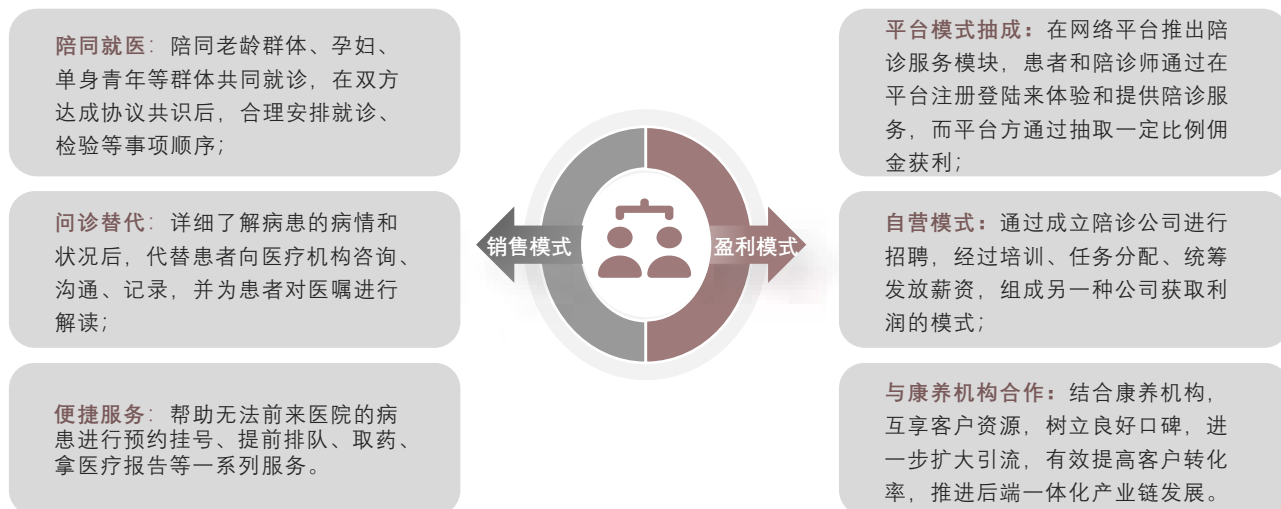 陪同就医：陪同老龄群体、孕妇、
单身青年等群体共同就诊，在双方
达成协议共识后，合理安排就诊、
检验等事项顺序；
问诊替代：详细了解病患的病情和
状况后，代替患者向医疗机构咨询、
沟通、记录，并为患者对医嘱进行
解读；
便捷服务：帮助无法前来医院的病
患进行预约挂号、提前排队、取药、
拿医疗报告等一系列服务。
销售模式
盈利模式
平台模式抽成：在网络平台推出陪
诊服务模块，患者和陪诊师通过在
平台注册登陆来体验和提供陪诊服
务，而平台方通过抽取一定比例佣
金获利；
自营模式：通过成立陪诊公司进行
招聘，经过培训、任务分配、统筹
发放薪资，组成另一种公司获取利
润的模式；
与康养机构合作：结合康养机构，
互享客户资源，树立良好口碑，进
一步扩大引流，有效提高客户转化
率，推进后端一体化产业链发展。